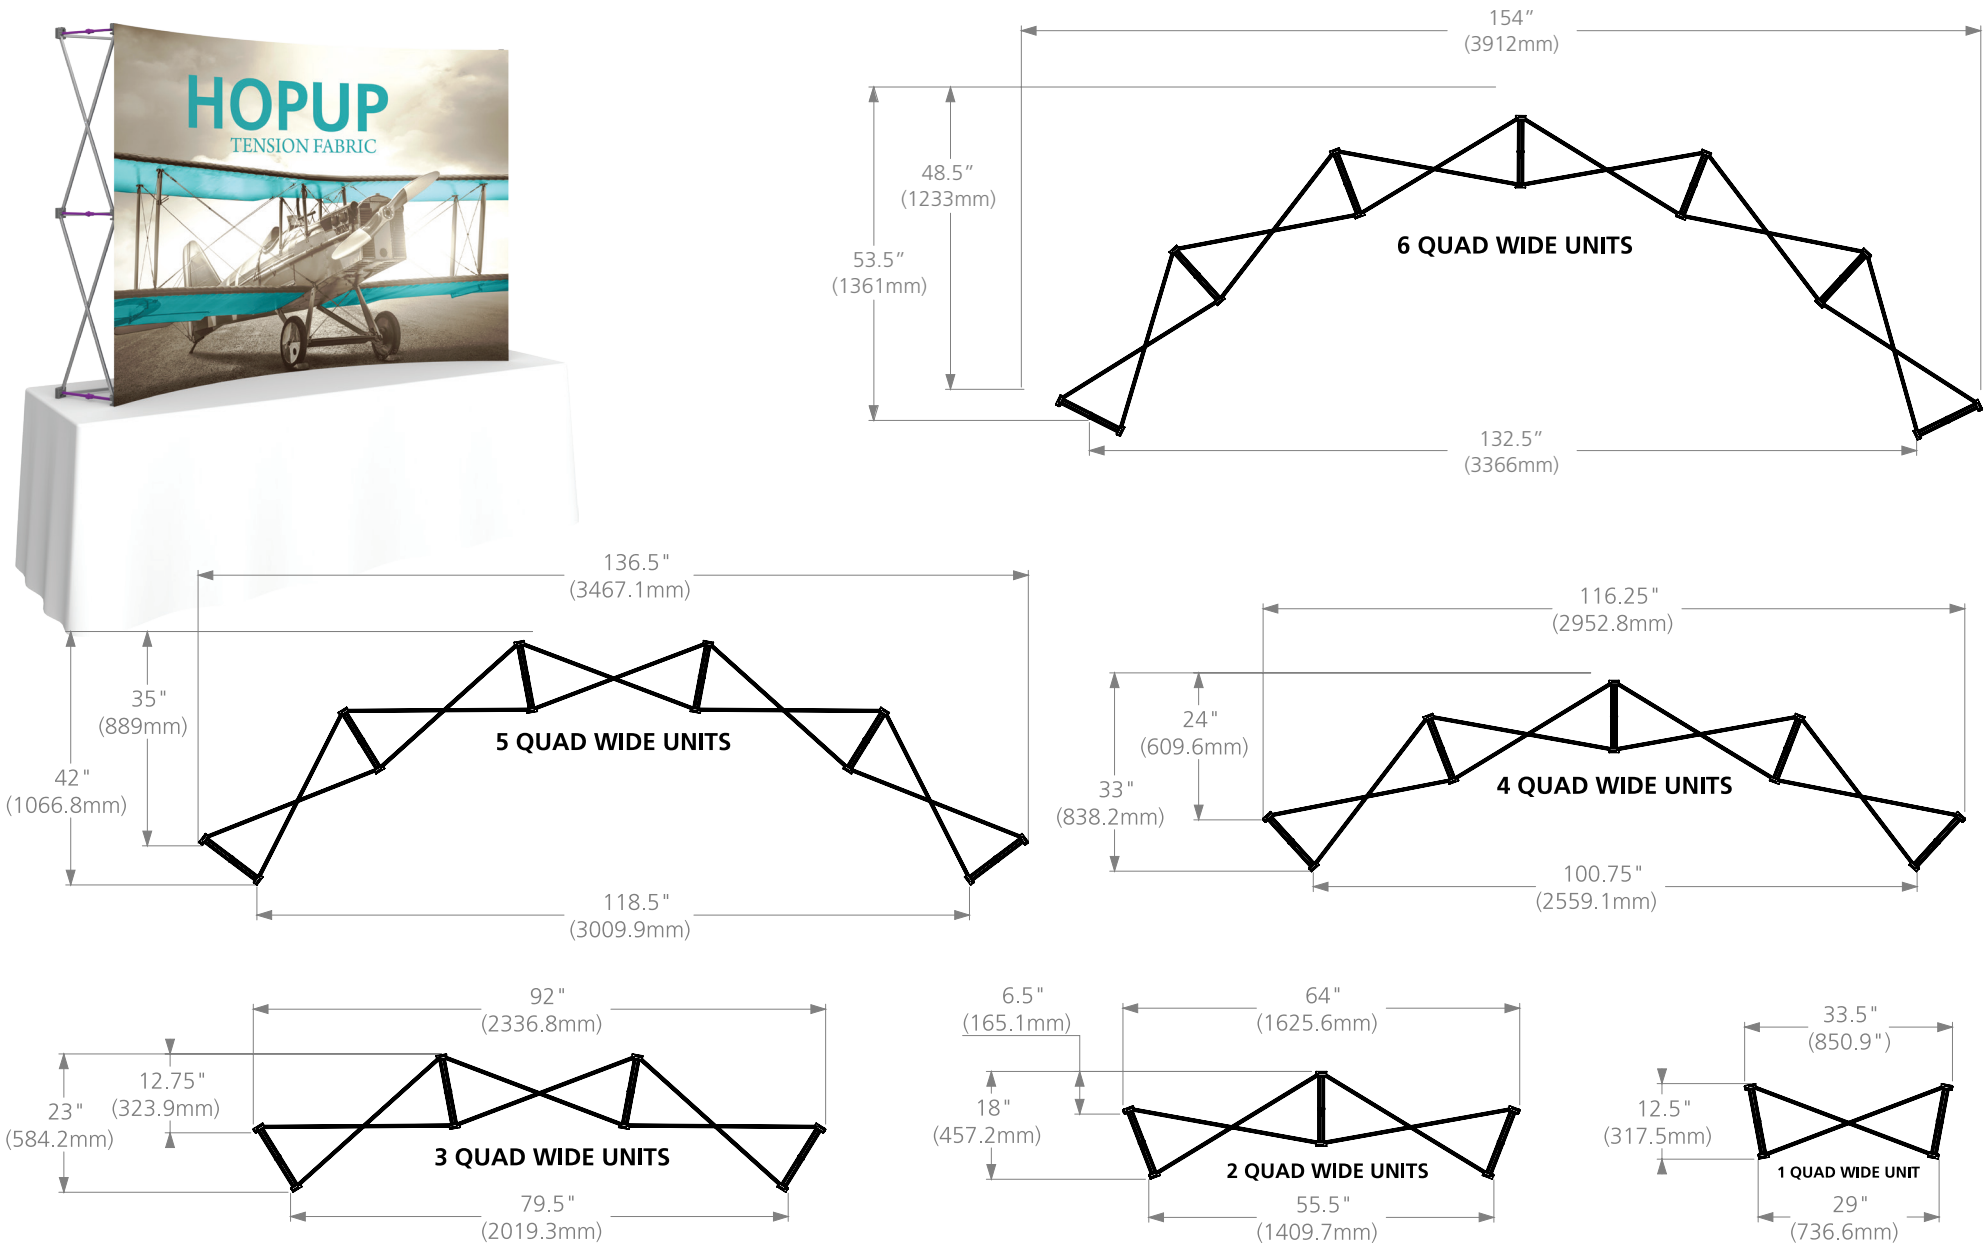 HOPUP
TENSION FABRIC
154”
(3912mm)
48.5”
(1233mm)
53.5”
(1361mm)
6 QUAD WIDE UNITS
132.5”
(3366mm)
136.5"
(3467.1mm)
35"
(889mm)
42"
(1066.8mm)
5 QUAD WIDE UNITS
118.5"
(3009.9mm)
116.25"
(2952.8mm)
24"
(609.6mm)
33"
(838.2mm)
4 QUAD WIDE UNITS
100.75"
(2559.1mm)
92"
(2336.8mm)
12.75"
(323.9mm)
23"
(584.2mm)
3 QUAD WIDE UNITS
79.5"
(2019.3mm)
6.5"
(165.1mm)
64"
(1625.6mm)
18"
(457.2mm)
2 QUAD WIDE UNITS
55.5"
(1409.7mm)
33.5"
(850.9")
12.5"
(317.5mm)
1 QUAD WIDE UNIT
29"
(736.6mm)